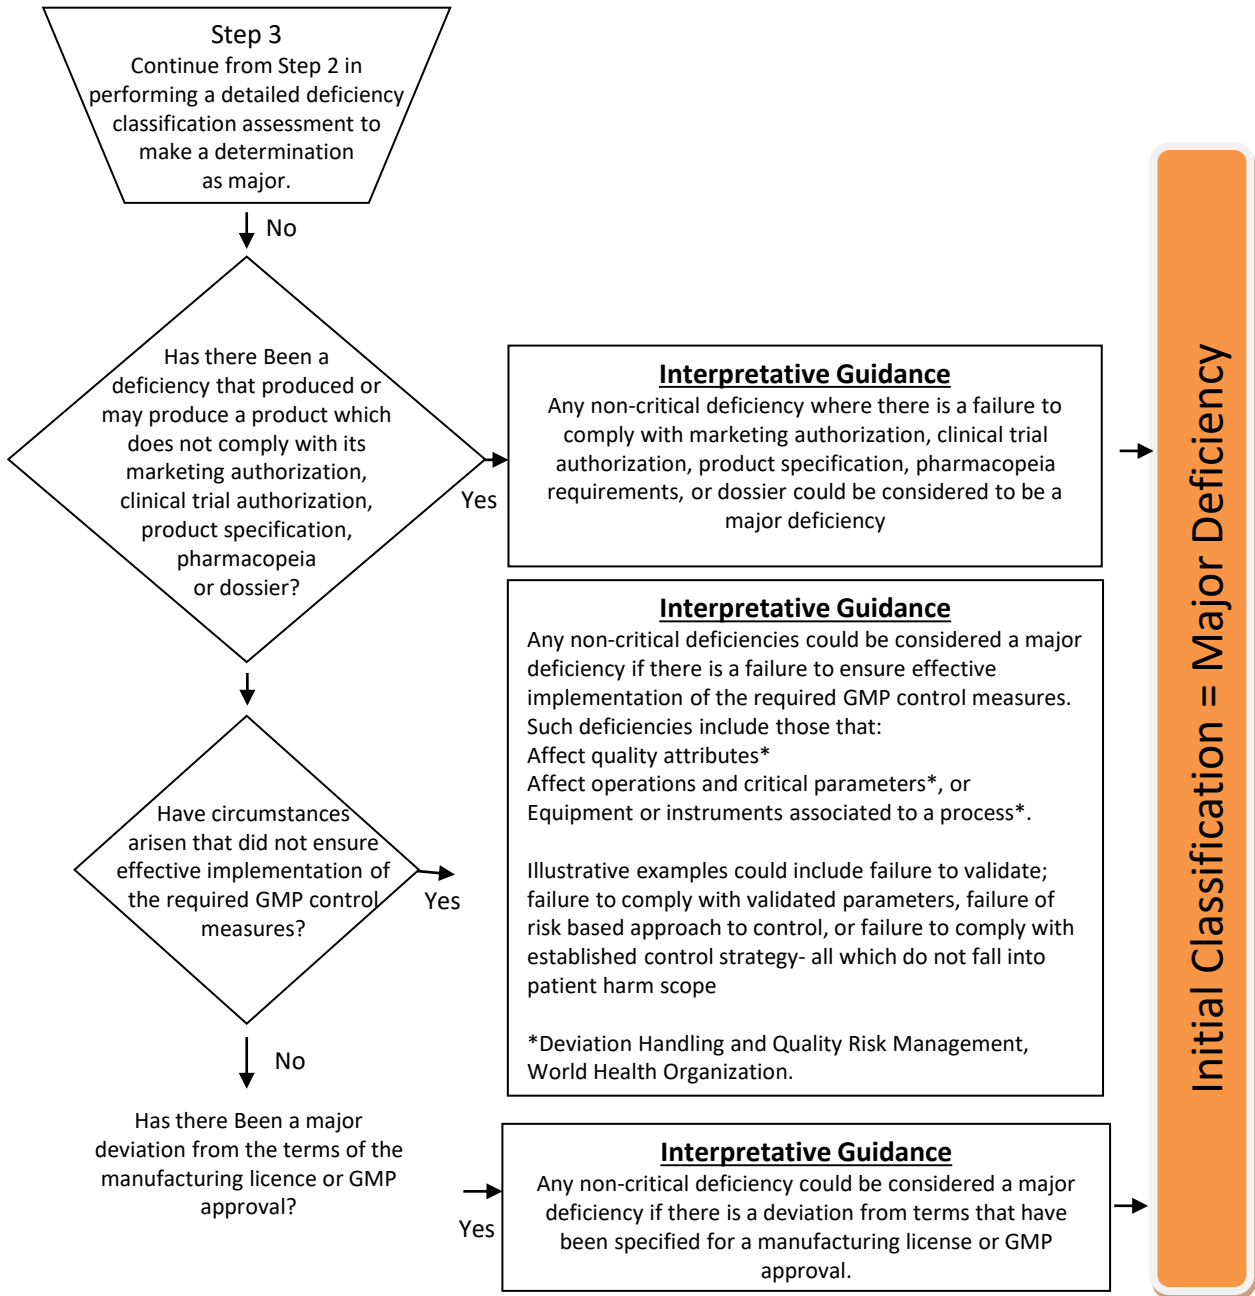 Step 3
Continue from Step 2 in
performing a detailed deficiency
classification assessment to
make a determination
as major.
No
Has there Been a
deficiency that produced or
may produce a product which
does not comply with its
marketing authorization,
clinical trial authorization,
product specification,
pharmacopeia
or dossier?
Yes
Interpretative Guidance
Any non-critical deficiency where there is a failure to
comply with marketing authorization, clinical trial
authorization, product specification, pharmacopeia
requirements, or dossier could be considered to be a
major deficiency
Have circumstances
arisen that did not ensure
effective implementation of
the required GMP control
measures?
Yes
Interpretative Guidance
Any non-critical deficiencies could be considered a major
deficiency if there is a failure to ensure effective
implementation of the required GMP control measures.
Such deficiencies include those that:
Affect quality attributes*
Affect operations and critical parameters*, or
Equipment or instruments associated to a process*.
Illustrative examples could include failure to validate;
failure to comply with validated parameters, failure of
risk based approach to control, or failure to comply with
established control strategy- all which do not fall into
patient harm scope
*Deviation Handling and Quality Risk Management,
World Health Organization.
No
Has there Been a major
deviation from the terms of the
manufacturing licence or GMP
approval?
Yes
Interpretative Guidance
Any non-critical deficiency could be considered a major
deficiency if there is a deviation from terms that have
been specified for a manufacturing license or GMP
approval.
Initial Classification = Major Deficiency